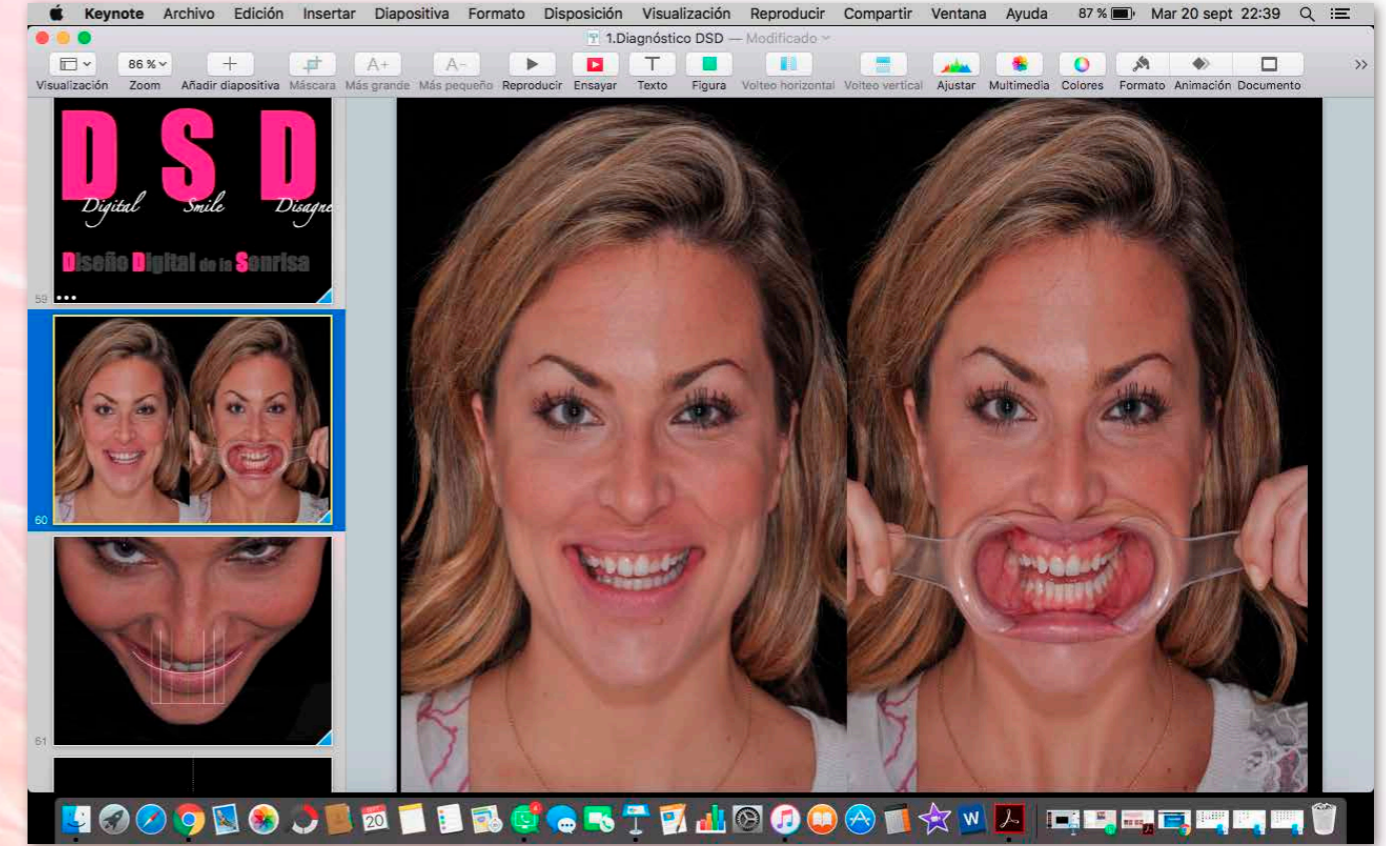 Keynote Archivo Edición Insertar Diapositiva Formato Disposición Visualización Reproducir Compartir Ventana Ayuda 87 % Mar 20 sept 22:39
1.Diagnóstico DSD — Modificado
86 % A+ A- T
Visualización Zoom Añadir diapositiva Máscara Más grande Más pequeño Reproducir Ensayar Texto Figura Volteo horizontal Volteo vertical Ajustar Multimedia Colores Formato Animación Documento
D S D
Digital Smile Disagne
Diseño Digital de la Sonrisa
59
60
61
20 4 W